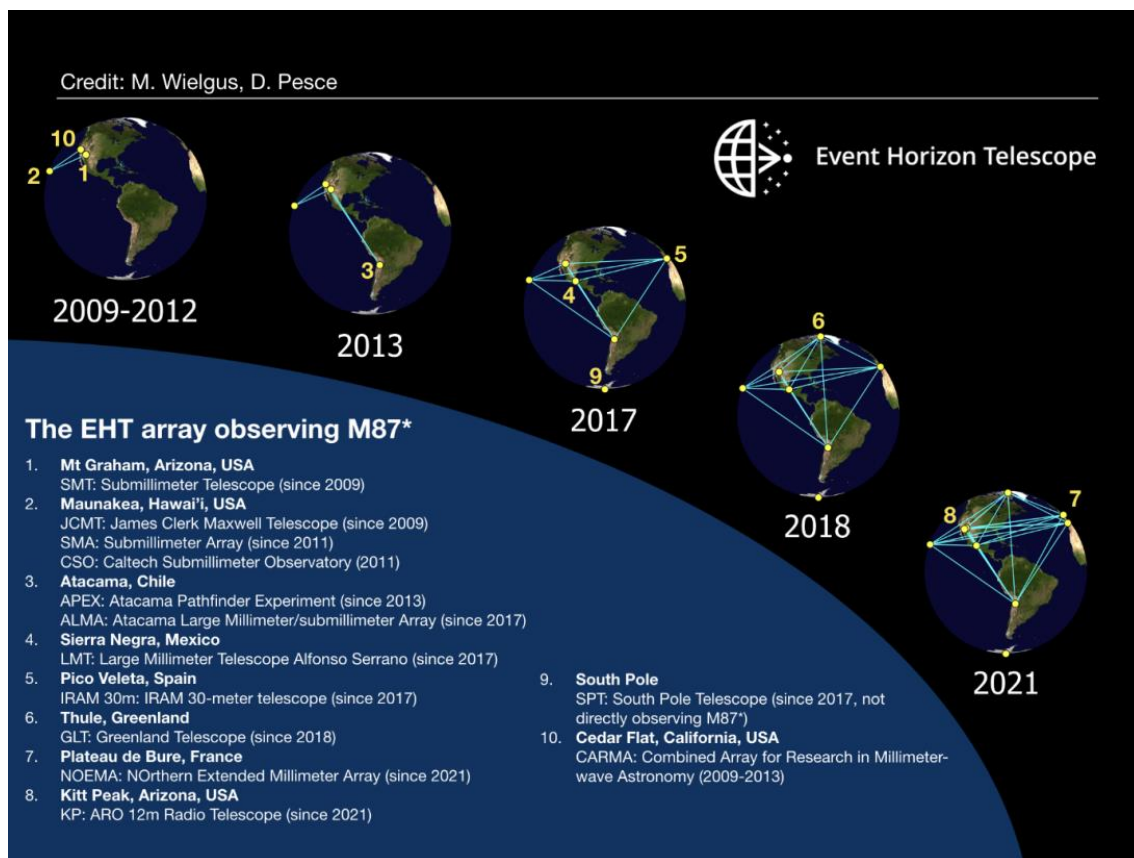 Credit: M. Wielgus, D. Pesce
Event Horizon Telescope
10
2
1
2009-2012
3
2013
5
4
9
2017
6
2018
7
8
2021
The EHT array observing M87*
1. Mt Graham, Arizona, USA
SMT: Submillimeter Telescope (since 2009)
2. Maunakea, Hawai’i, USA
JCMT: James Clerk Maxwell Telescope (since 2009)
SMA: Submillimeter Array (since 2011)
CSO: Caltech Submillimeter Observatory (2011)
3. Atacama, Chile
APEX: Atacama Pathfinder Experiment (since 2013)
ALMA: Atacama Large Millimeter/submillimeter Array (since 2017)
4. Sierra Negra, Mexico
LMT: Large Millimeter Telescope Alfonso Serrano (since 2017)
5. Pico Veleta, Spain
IRAM 30m: IRAM 30-meter telescope (since 2017)
6. Thule, Greenland
GLT: Greenland Telescope (since 2018)
7. Plateau de Bure, France
NOEMA: NOrthern Extended Millimeter Array (since 2021)
8. Kitt Peak, Arizona, USA
KP: ARO 12m Radio Telescope (since 2021)
9. South Pole
SPT: South Pole Telescope (since 2017, not
directly observing M87*)
10. Cedar Flat, California, USA
CARMA: Combined Array for Research in Millimeter-
wave Astronomy (2009-2013)